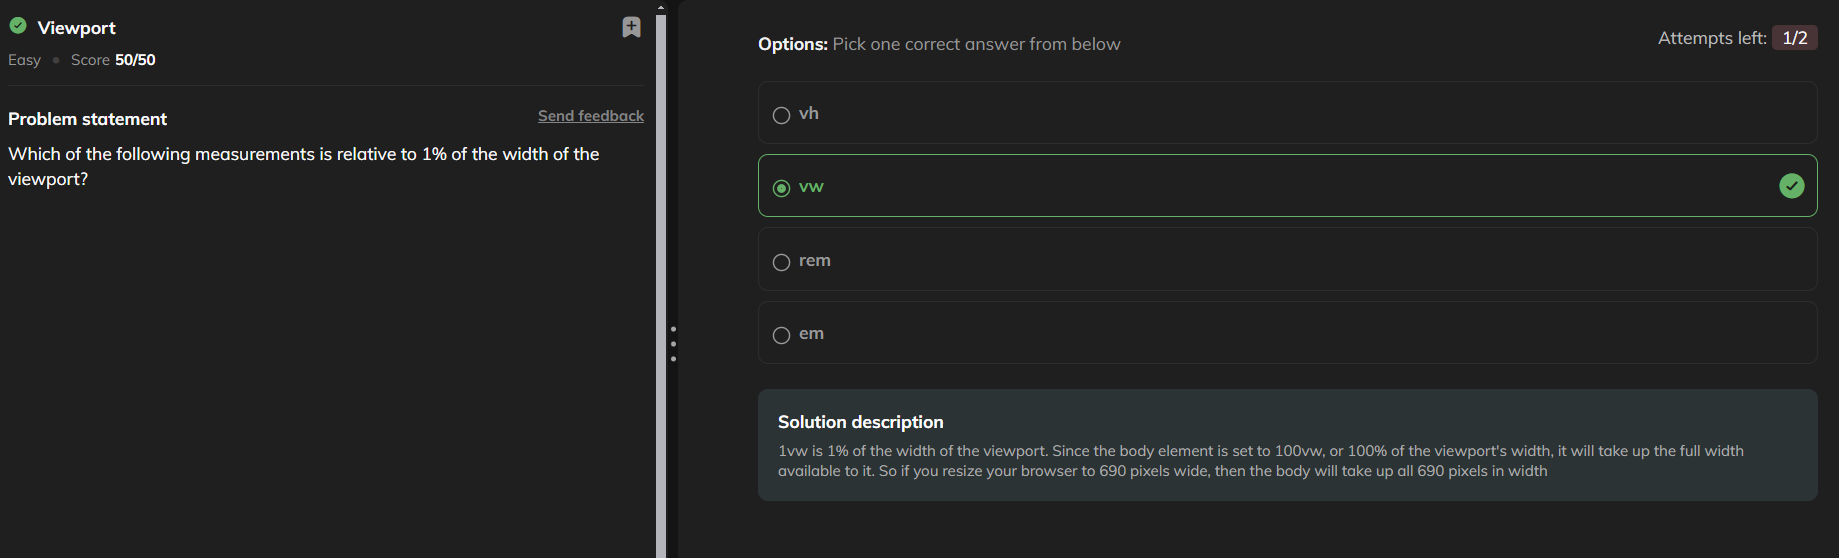 Viewport
Easy • Score 50/50
Problem statement
Send feedback
Which of the following measurements is relative to 1% of the width of the
viewport?
Options: Pick one correct answer from below
Attempts left: 1/2
vh
vw
rem
em
Solution description
1vw is 1% of the width of the viewport. Since the body element is set to 100vw, or 100% of the viewport's width, it will take up the full width
available to it. So if you resize your browser to 690 pixels wide, then the body will take up all 690 pixels in width